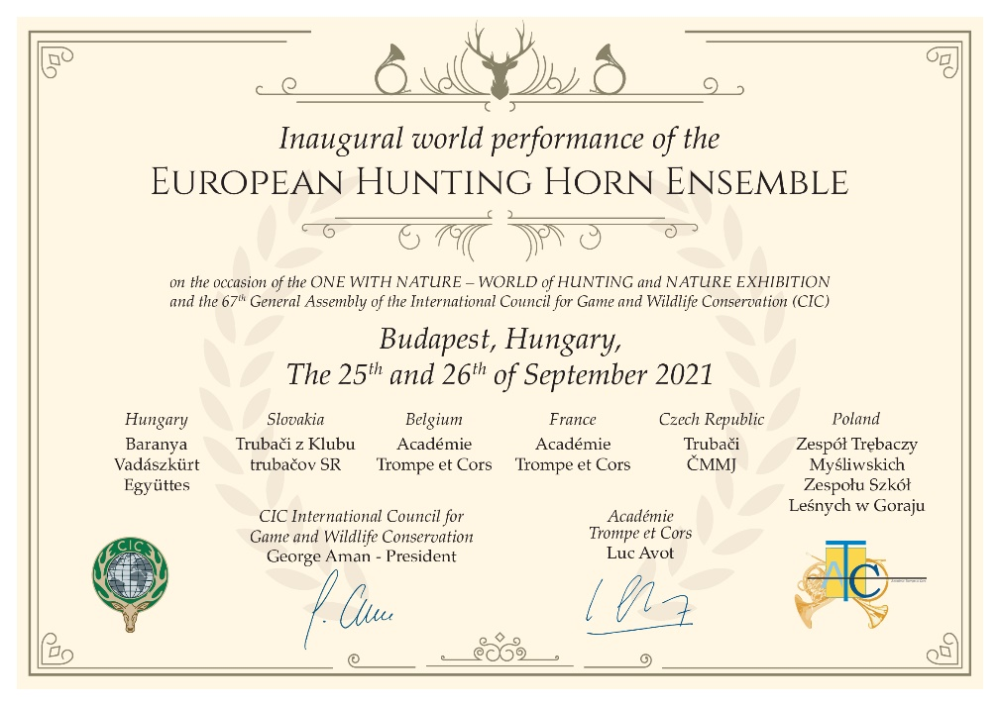 Inaugural world performance of the
EUROPEAN HUNTING HORN ENSEMBLE
on the occasion of the ONE WITH NATURE – WORLD of HUNTING and NATURE EXHIBITION
and the 67th General Assembly of the International Council for Game and Wildlife Conservation (CIC)
Budapest, Hungary,
The 25th and 26th of September 2021
Hungary
Baranya
Vadászkürt
Együttes
Slovakia
Trubači z Klubu
trubačov SR
Belgium
Académie
Trompe et Cors
France
Académie
Trompe et Cors
Czech Republic
Trubači
ČMMJ
Poland
Zespół Trębaczy
Myśliwskich
Zespołu Szkół
Leśnych w Goraju
CIC International Council for
Game and Wildlife Conservation
George Aman - President
Académie
Trompe et Cors
Luc Avot
CIC
ATC